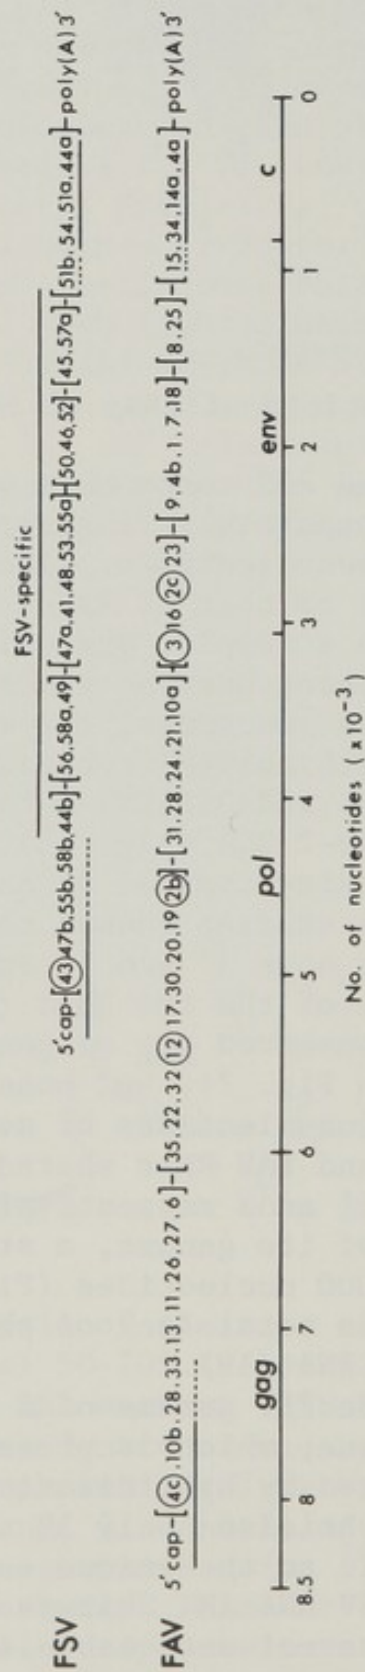 FSV-specific
FSV 5′cap-[43 47b.55b.58b.44b]-[56.58a.49]-[47a.41.48.53.55a]-[50.46.52]-[45.57a]-[51b.54.51a.44a]-poly(A)3′
FAV 5′cap-[4c.10b.28.33.13.11.26.27.6]-[35.22.32 12 17.30.20.19 2b]-[31.28.24.21.10a]-[3 16 2c 23]-[9.4b.1.7.18]-[8.25]-[15.34.14a.4a]-poly(A)3′
gag pol env c
8.5 8 7 6 5 4 3 2 1 0
No. of nucleotides (x10⁻³)